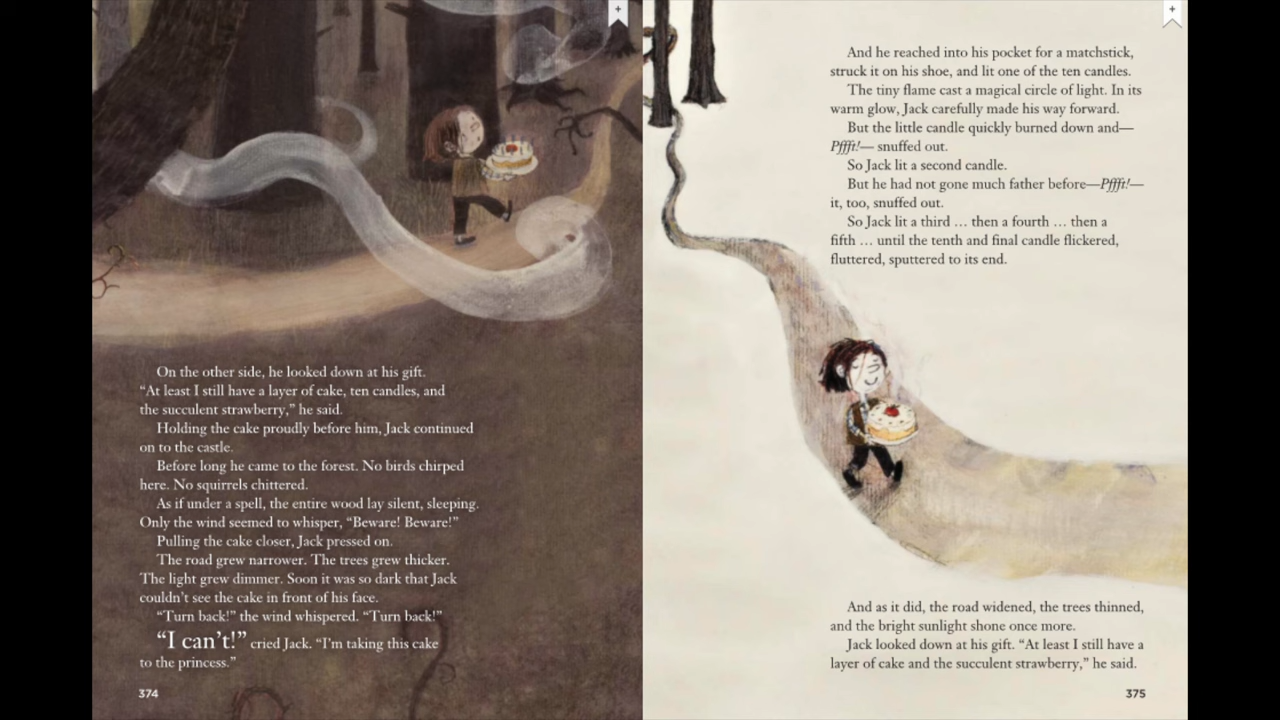 On the other side, he looked down at his gift.
“At least I still have a layer of cake, ten candles, and
the succulent strawberry,” he said.
Holding the cake proudly before him, Jack continued
on to the castle.
Before long he came to the forest. No birds chirped
here. No squirrels chittered.
As if under a spell, the entire wood lay silent, sleeping.
Only the wind seemed to whisper, “Beware! Beware!”
Pulling the cake closer, Jack pressed on.
The road grew narrower. The trees grew thicker.
The light grew dimmer. Soon it was so dark that Jack
couldn’t see the cake in front of his face.
“Turn back!” the wind whispered. “Turn back!”
“I can’t!” cried Jack. “I’m taking this cake
to the princess.”
374
And he reached into his pocket for a matchstick,
struck it on his shoe, and lit one of the ten candles.
The tiny flame cast a magical circle of light. In its
warm glow, Jack carefully made his way forward.
But the little candle quickly burned down and—
Pffft!— snuffed out.
So Jack lit a second candle.
But he had not gone much father before—Pffft!—
it, too, snuffed out.
So Jack lit a third … then a fourth … then a
fifth … until the tenth and final candle flickered,
fluttered, sputtered to its end.
And as it did, the road widened, the trees thinned,
and the bright sunlight shone once more.
Jack looked down at his gift. “At least I still have a
layer of cake and the succulent strawberry,” he said.
375